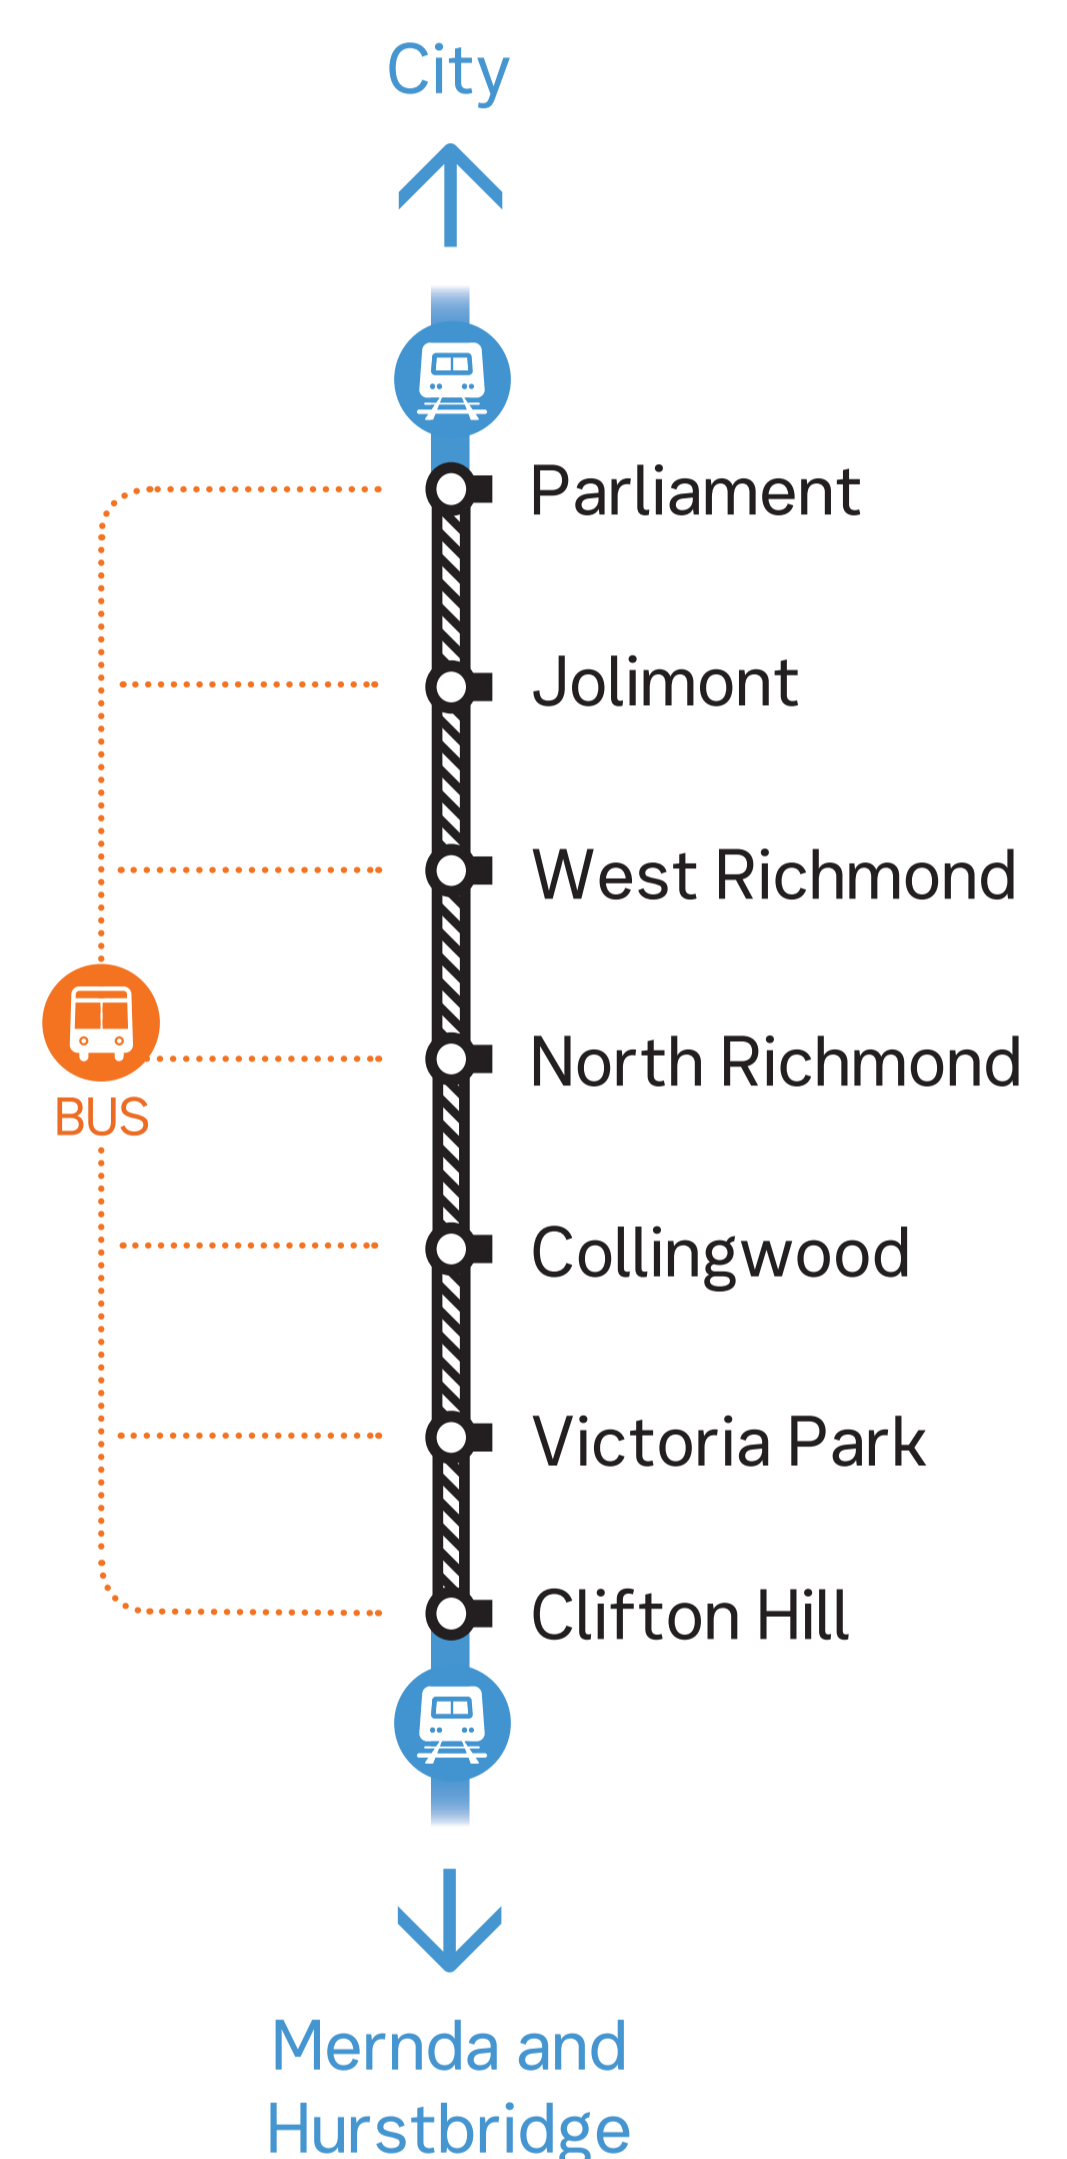 City
Parliament
Jolimont
West Richmond
North Richmond
BUS
Collingwood
Victoria Park
Clifton Hill
Mernda and
Hurstbridge